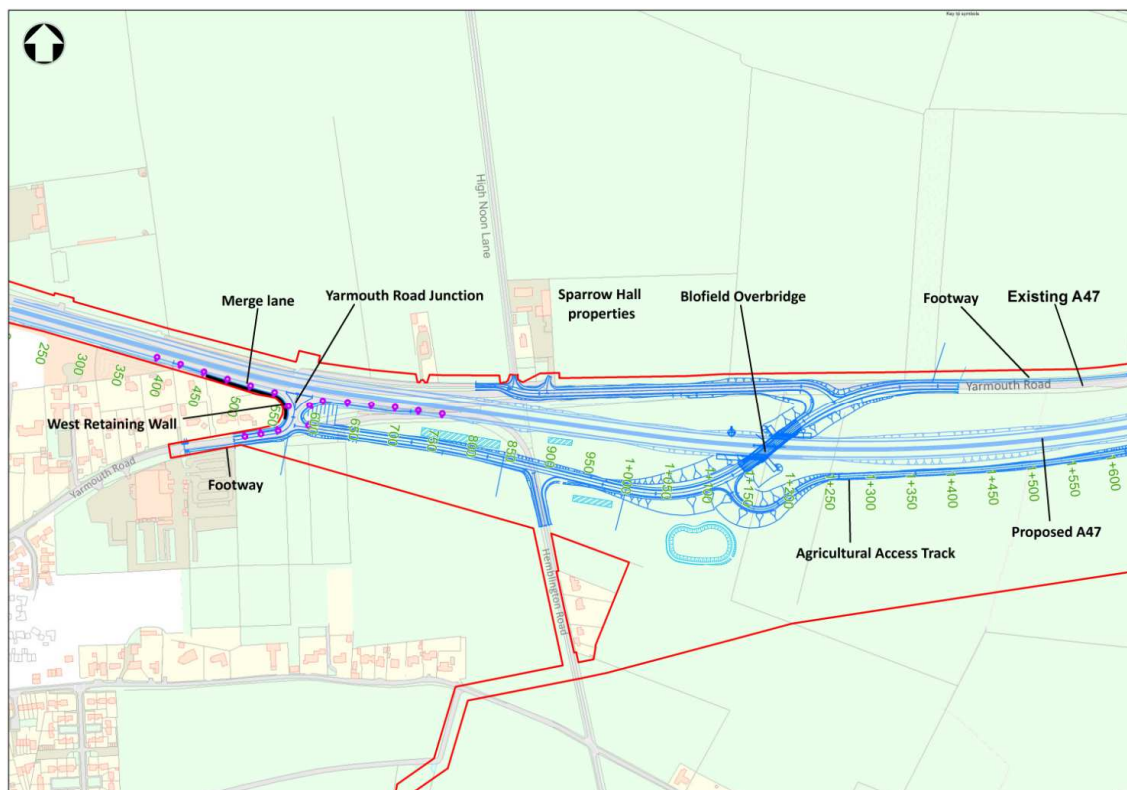 Key to symbols
High Noon Lane
Merge lane
Yarmouth Road Junction
Sparrow Hall
properties
Blofield Overbridge
Footway
Existing A47
Yarmouth Road
West Retaining Wall
Footway
Yarmouth Road
Hemblington Road
Agricultural Access Track
Proposed A47
250
300
350
400
450
500
550
600
650
700
750
800
850
900
950
1+000
1+050
1+100
1+150
1+200
1+250
1+300
1+350
1+400
1+450
1+500
1+550
1+600